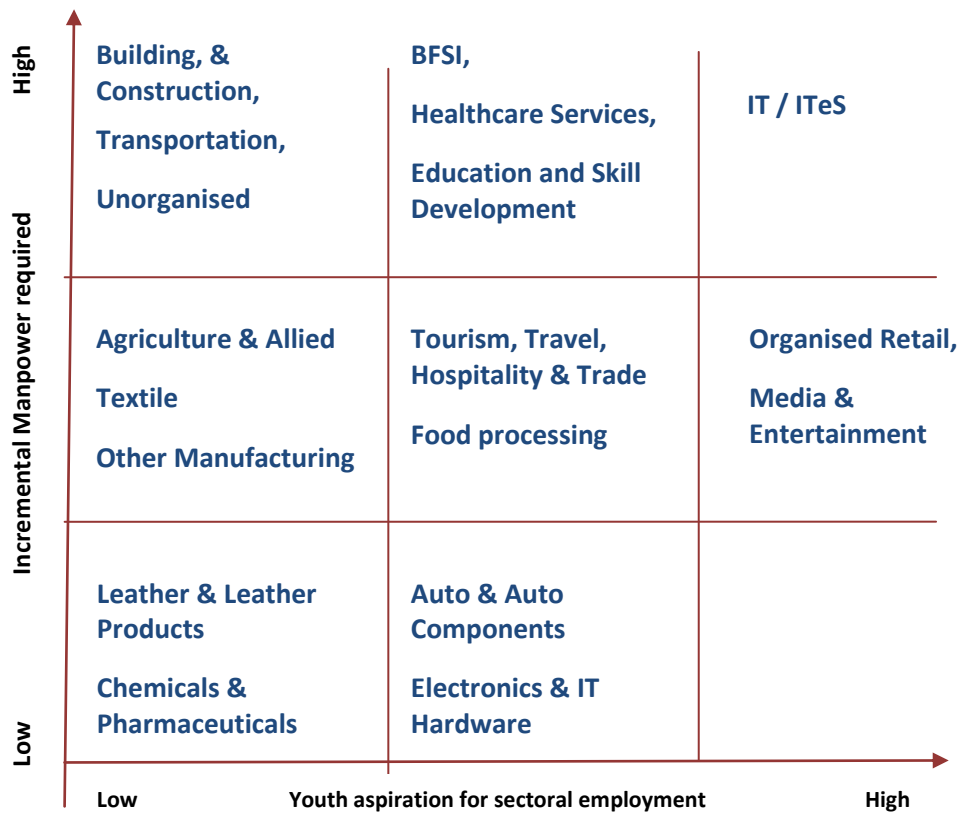 High
Building, &
Construction,
Transportation,
Unorganised
BFSI,
Healthcare Services,
Education and Skill
Development
IT / ITeS
Incremental Manpower required
Agriculture & Allied
Textile
Other Manufacturing
Tourism, Travel,
Hospitality & Trade
Food processing
Organised Retail,
Media &
Entertainment
Leather & Leather
Products
Chemicals &
Pharmaceuticals
Auto & Auto
Components
Electronics & IT
Hardware
Low
Low
Youth aspiration for sectoral employment
High